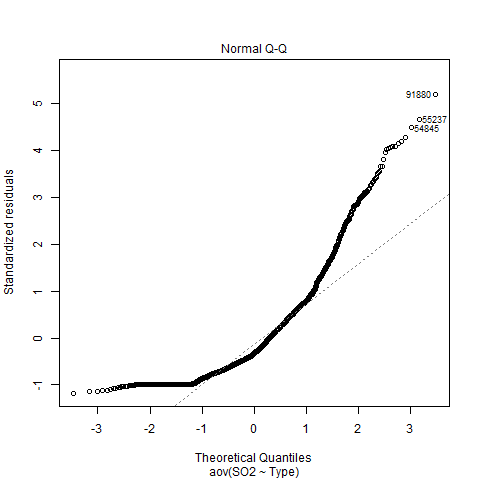 Normal Q-Q
Standardized residuals
5
4
3
2
1
0
-1
91880
55237
54845
-3 -2 -1 0 1 2 3
Theoretical Quantiles
aov(SO2 ~ Type)